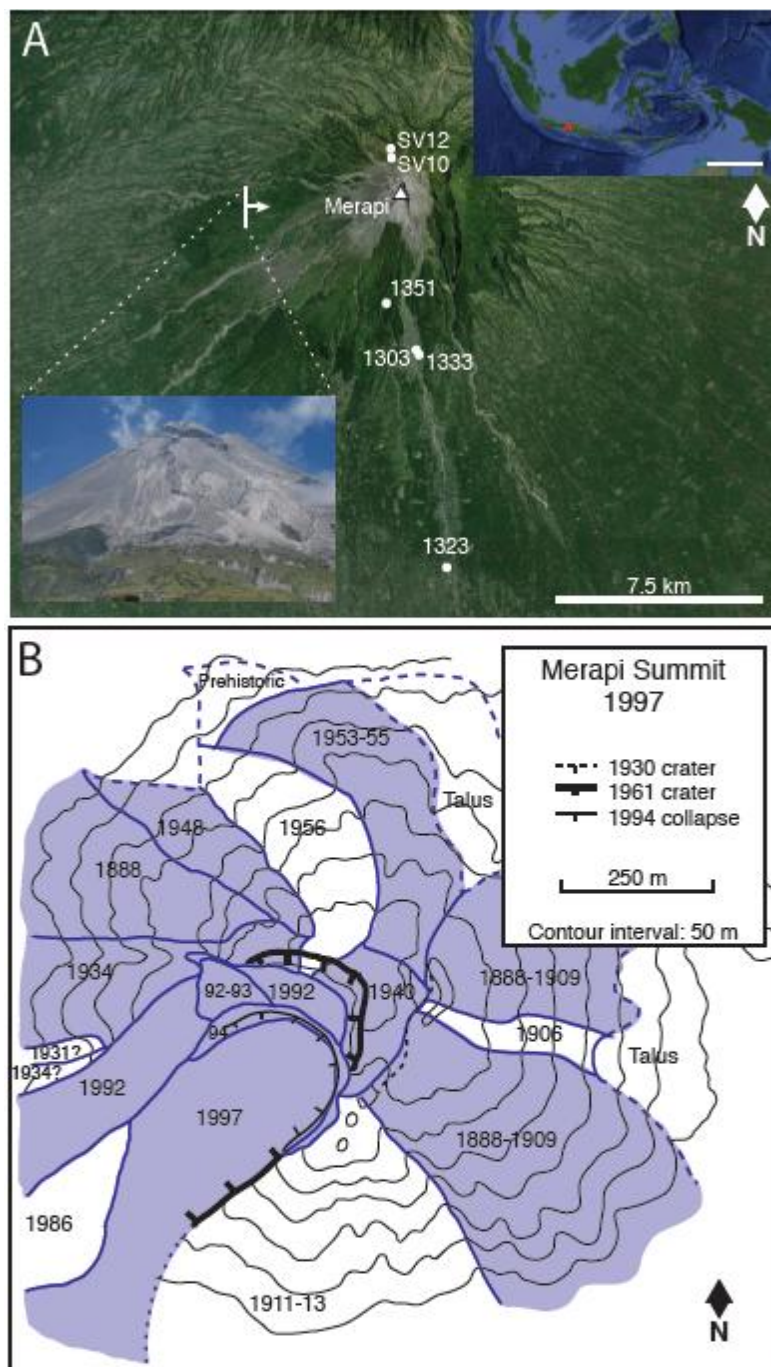 A
SV12
SV10
Merapi
N
1351
1303
1333
1323
7.5 km
B
Merapi Summit
1997
1930 crater
1961 crater
1994 collapse
250 m
Contour interval: 50 m
Prehistoric
1953-55
Talus
1948
1956
1888
1934
92-93
1992
1940
1888-1909
1906
Talus
94
1931?
1934?
1992
1997
1888-1909
1986
1911-13
N